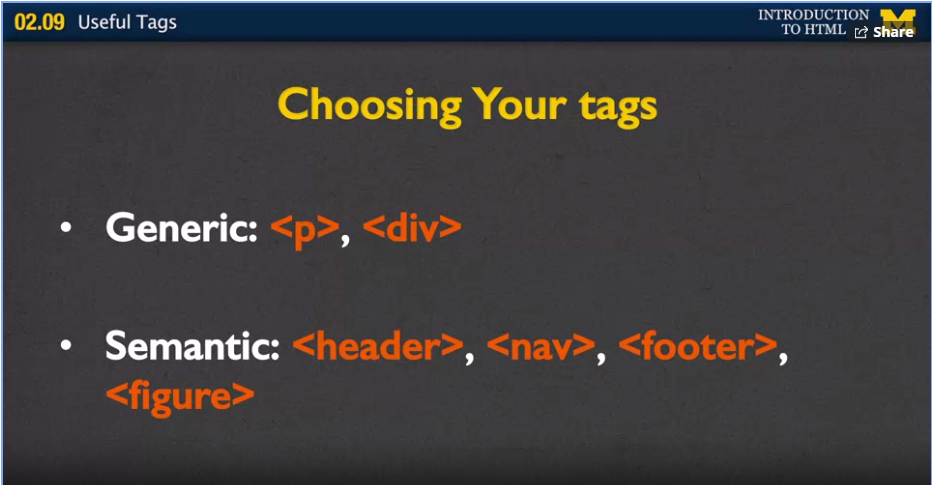 02.09 Useful Tags
INTRODUCTION
TO HTML
Share
Choosing Your tags
• Generic: <p>, <div>
• Semantic: <header>, <nav>, <footer>,
<figure>